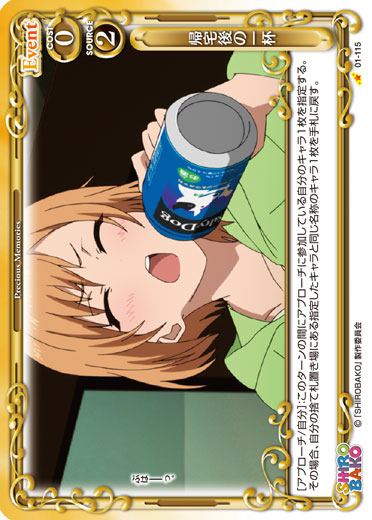 Event
COST
0
SOURCE
2
帰宅後の一杯
01-115
Precious Memories
Salty Dog
ぷはーっ。
[アプローチ/自分]:このターンの間にアプローチに参加している自分のキャラ1枚を指定する。
その場合、自分の捨て札置き場にある指定したキャラと同じ名称のキャラ1枚を手札に戻す。
SHIROBAKO
©「SHIROBAKO」製作委員会